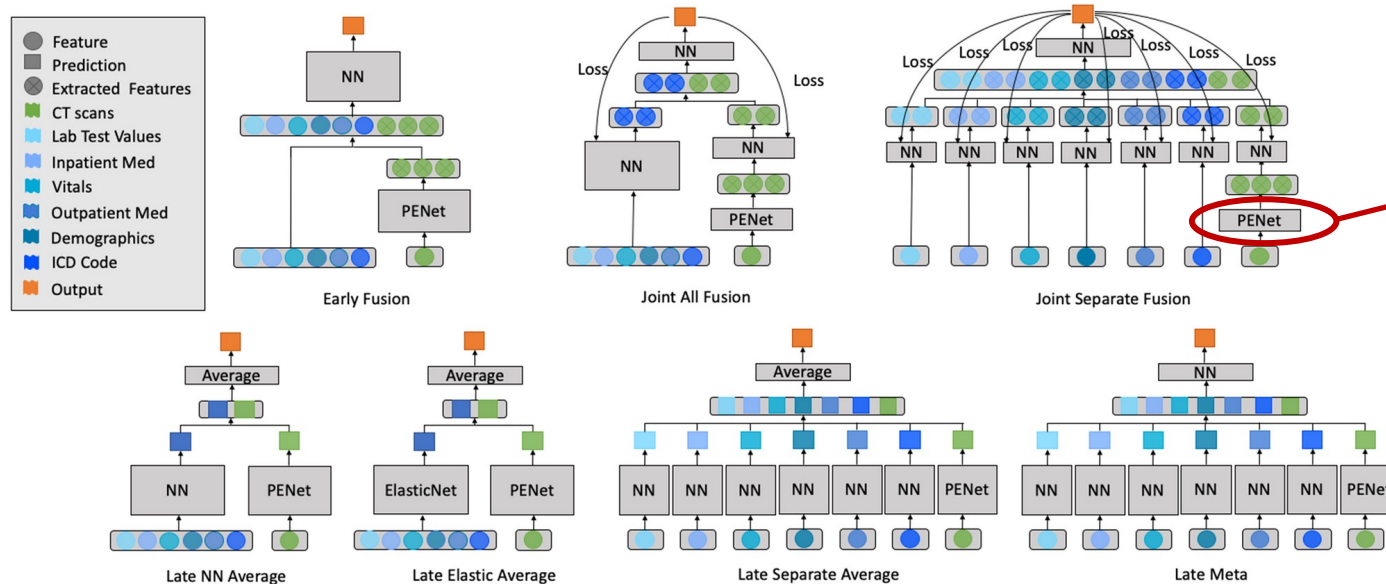 Feature
Prediction
Extracted Features
CT scans
Lab Test Values
Inpatient Med
Vitals
Outpatient Med
Demographics
ICD Code
Output
NN
PENet
Early Fusion
NN
Loss
Loss
NN
NN
PENet
Joint All Fusion
Loss
Loss
Loss
Loss
Loss
Loss
Loss
NN
NN
NN
NN
NN
NN
NN
NN
PENet
Joint Separate Fusion
Average
NN
PENet
Late NN Average
Average
ElasticNet
PENet
Late Elastic Average
Average
NN
NN
NN
NN
NN
NN
PENet
Late Separate Average
NN
NN
NN
NN
NN
NN
NN
PENet
Late Meta